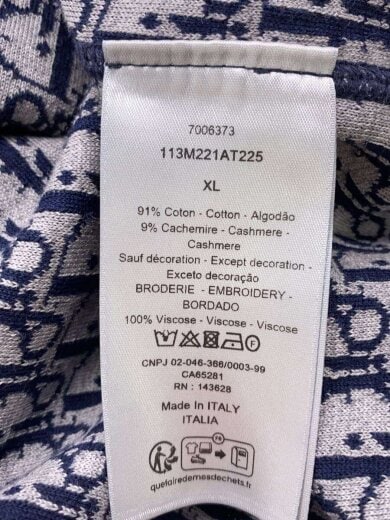 7006373
113M221AT225
XL
91% Coton - Cotton - Algodão
9% Cachemire - Cashmere -
Cashmere
Sauf décoration - Except decoration -
Exceto decoração
BRODERIE - EMBROIDERY -
BORDADO
100% Viscose - Viscose - Viscose
CNPJ 02-046-366/0003-99
CA65281
RN : 143628
Made In ITALY
ITALIA
FR
quefairedemesdechets.fr